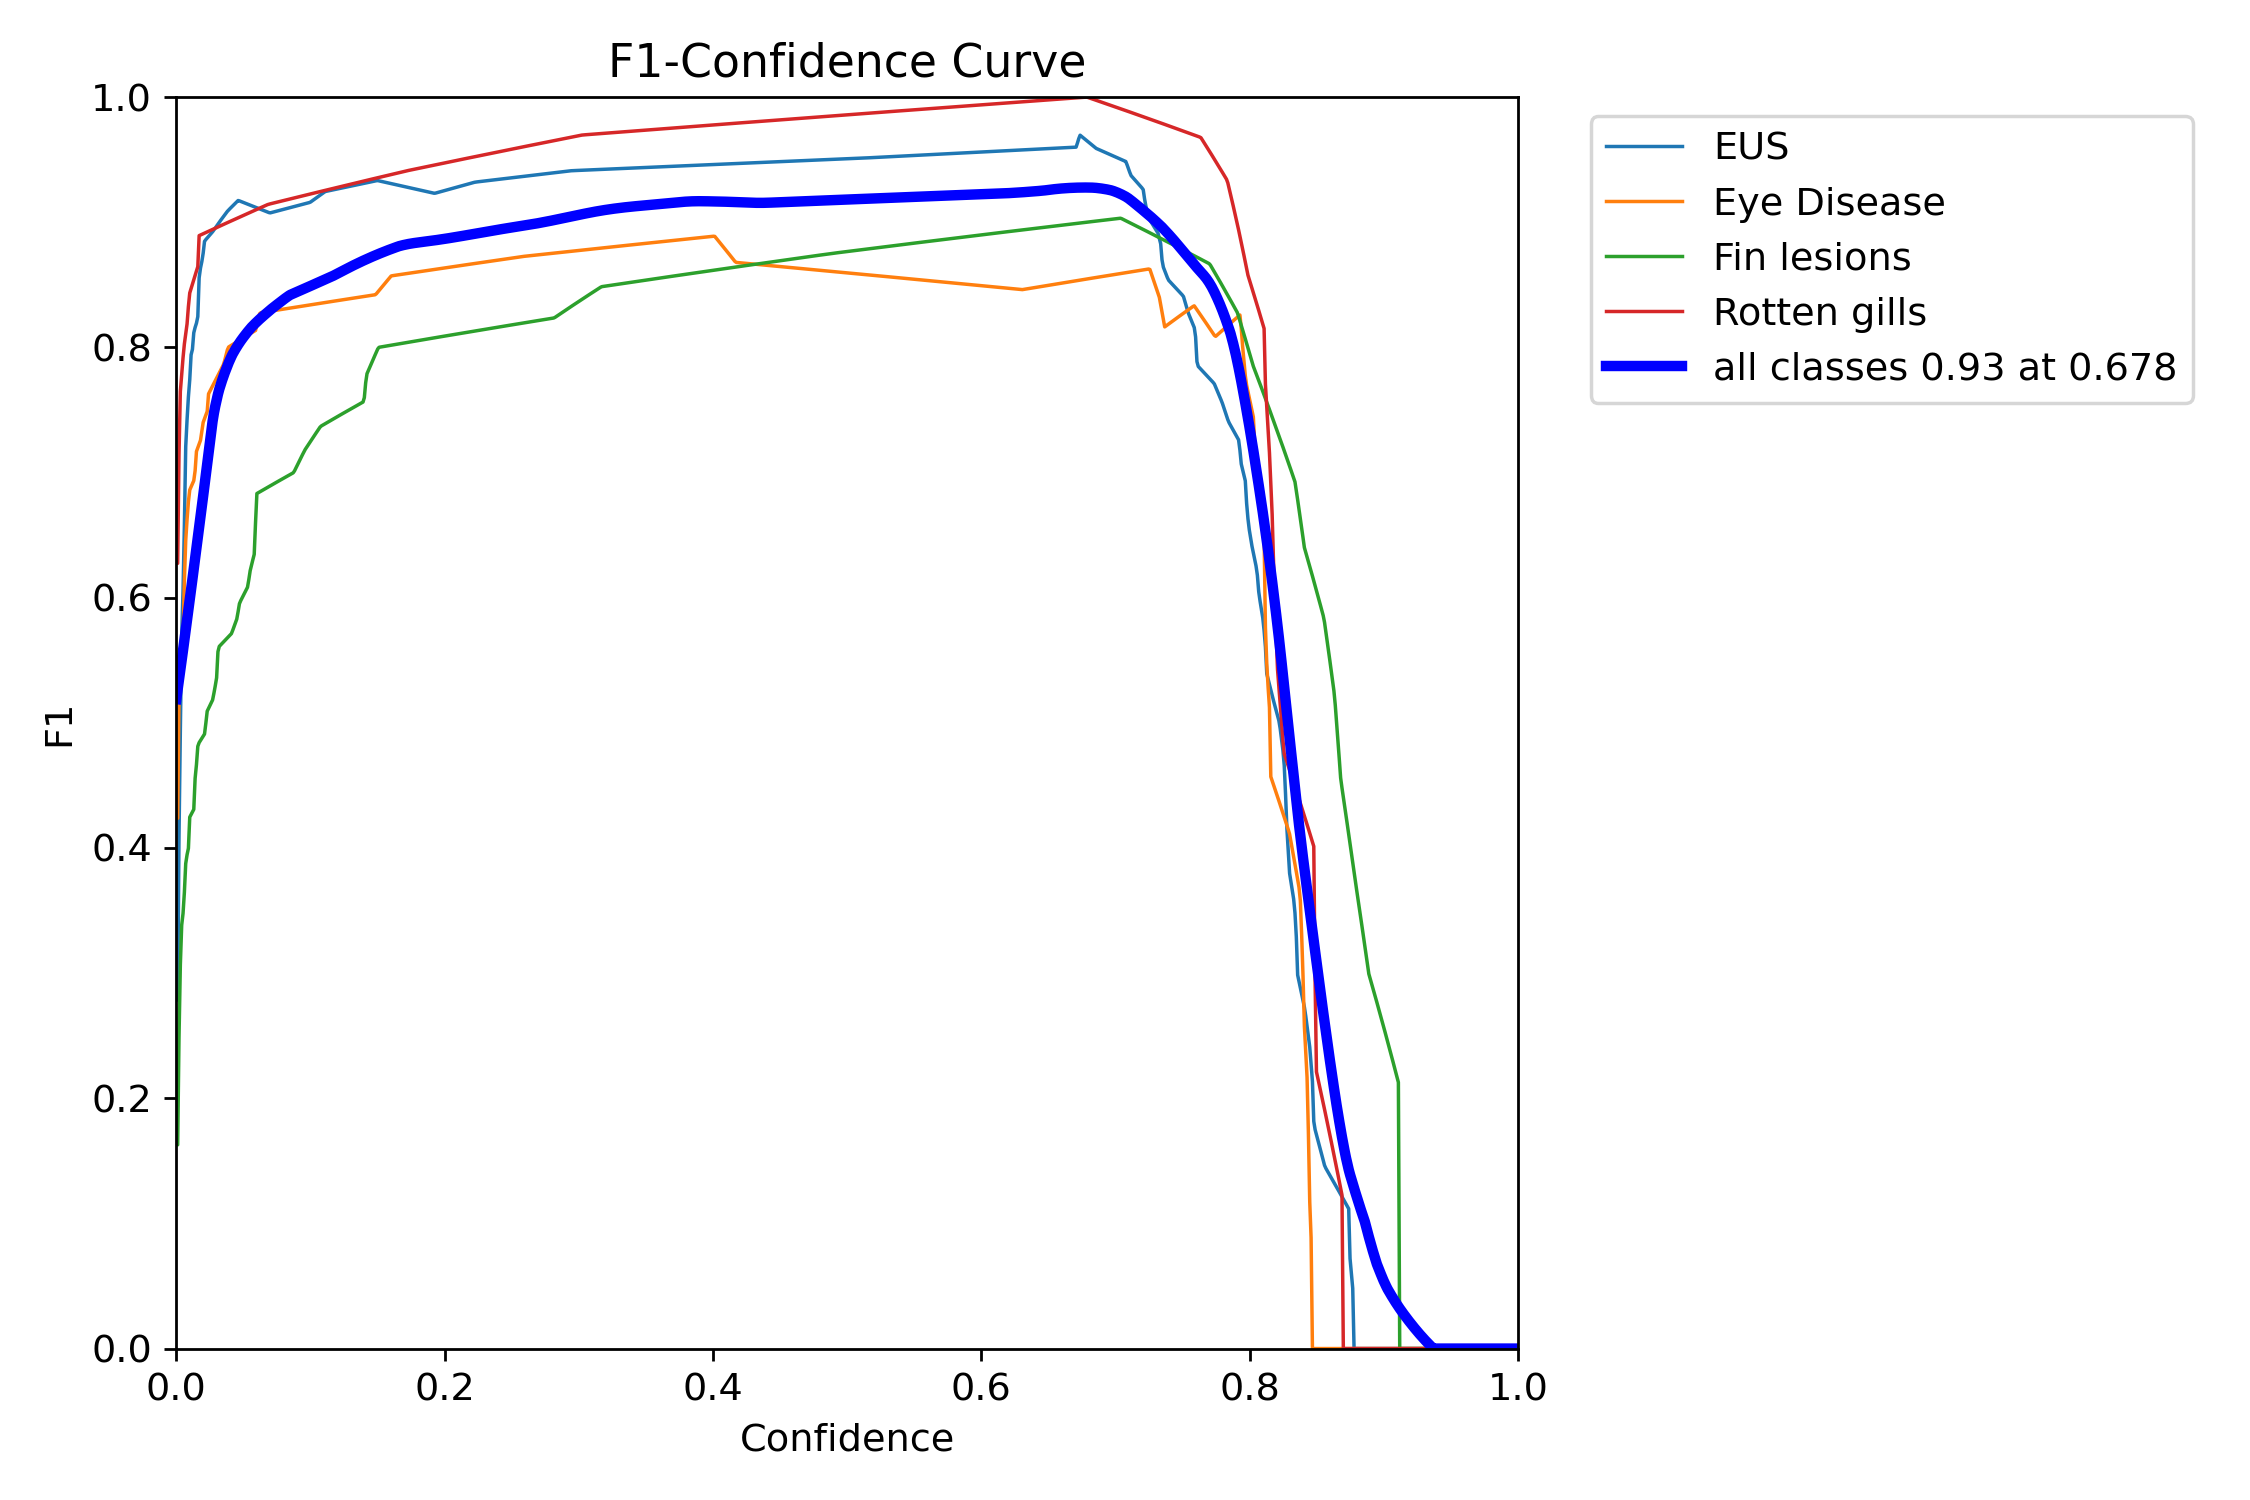 F1-Confidence Curve
1.0
0.8
0.6
0.4
0.2
0.0
F1
0.0 0.2 0.4 0.6 0.8 1.0
Confidence
EUS
Eye Disease
Fin lesions
Rotten gills
all classes 0.93 at 0.678